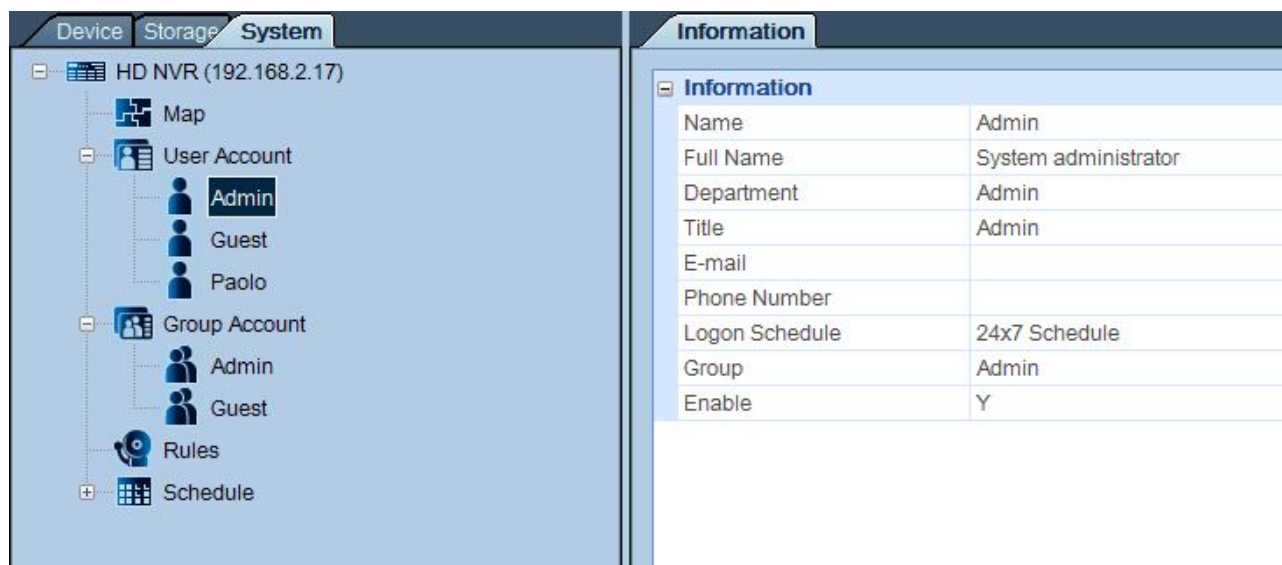 Device Storage System
HD NVR (192.168.2.17)
Map
User Account
Admin
Guest
Paolo
Group Account
Admin
Guest
Rules
Schedule
Information
Information
Name Admin
Full Name System administrator
Department Admin
Title Admin
E-mail
Phone Number
Logon Schedule 24x7 Schedule
Group Admin
Enable Y